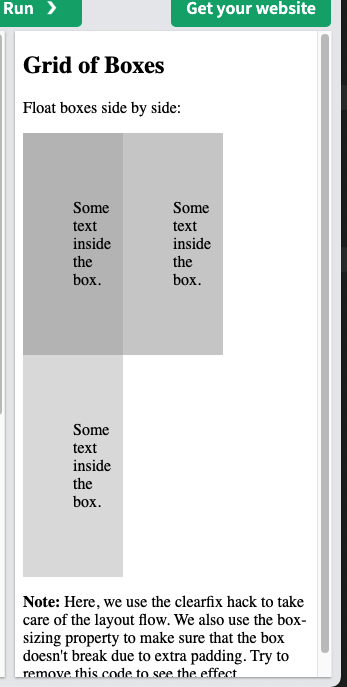 Run ❯
Get your website
Grid of Boxes
Float boxes side by side:
Some
text
inside
the
box.
Some
text
inside
the
box.
Some
text
inside
the
box.
Note: Here, we use the clearfix hack to take
care of the layout flow. We also use the box-
sizing property to make sure that the box
doesn't break due to extra padding. Try to
remove this code to see the effect